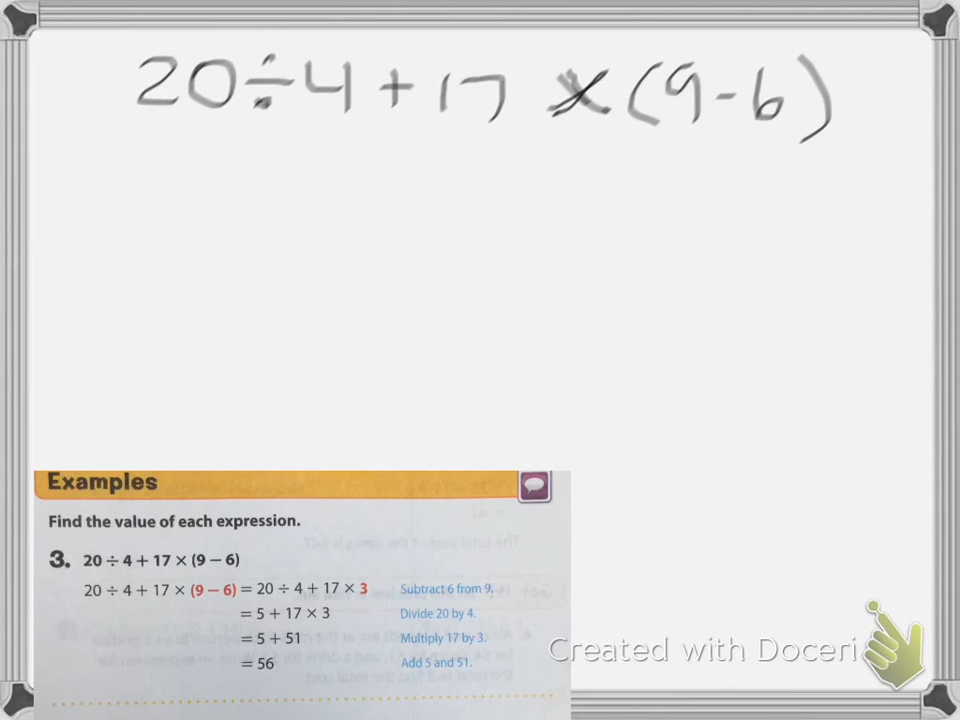 20 ÷ 4 + 17 × (9 - 6)
Examples
Find the value of each expression.
3. 20 ÷ 4 + 17 × (9 − 6)
20 ÷ 4 + 17 × (9 − 6) = 20 ÷ 4 + 17 × 3 Subtract 6 from 9.
= 5 + 17 × 3 Divide 20 by 4.
= 5 + 51 Multiply 17 by 3.
= 56 Add 5 and 51.
Created with Doceri